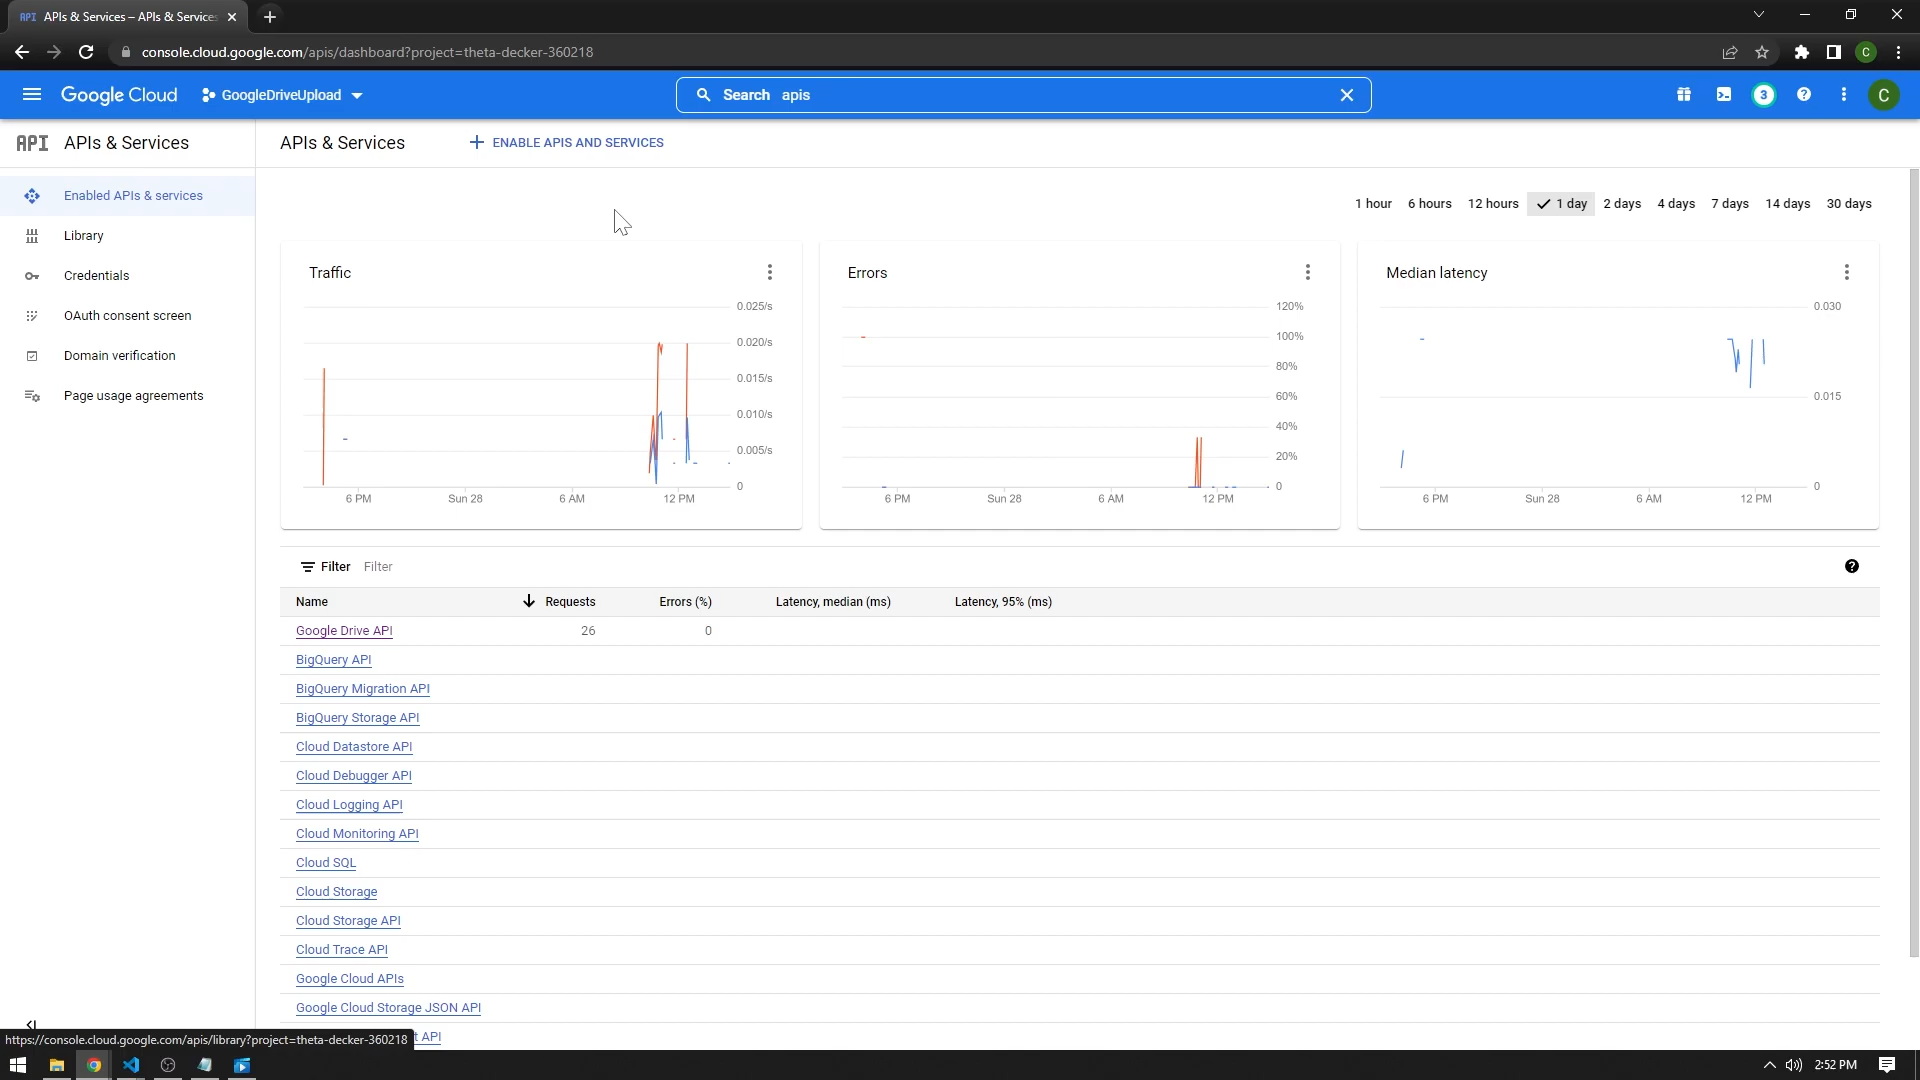 API APIs & Services – APIs & Services
console.cloud.google.com/apis/dashboard?project=theta-decker-360218
C
Google Cloud GoogleDriveUpload Search apis 3 C
API APIs & Services
Enabled APIs & services
Library
Credentials
OAuth consent screen
Domain verification
Page usage agreements
APIs & Services ENABLE APIS AND SERVICES
1 hour 6 hours 12 hours 1 day 2 days 4 days 7 days 14 days 30 days
Traffic
0.025/s
0.020/s
0.015/s
0.010/s
0.005/s
0
6 PM Sun 28 6 AM 12 PM
Errors
120%
100%
80%
60%
40%
20%
0
6 PM Sun 28 6 AM 12 PM
Median latency
0.030
0.015
0
6 PM Sun 28 6 AM 12 PM
Filter Filter
Name Requests Errors (%) Latency, median (ms) Latency, 95% (ms)
Google Drive API 26 0
BigQuery API
BigQuery Migration API
BigQuery Storage API
Cloud Datastore API
Cloud Debugger API
Cloud Logging API
Cloud Monitoring API
Cloud SQL
Cloud Storage
Cloud Storage API
Cloud Trace API
Google Cloud APIs
Google Cloud Storage JSON API
t API
https://console.cloud.google.com/apis/library?project=theta-decker-360218
2:52 PM